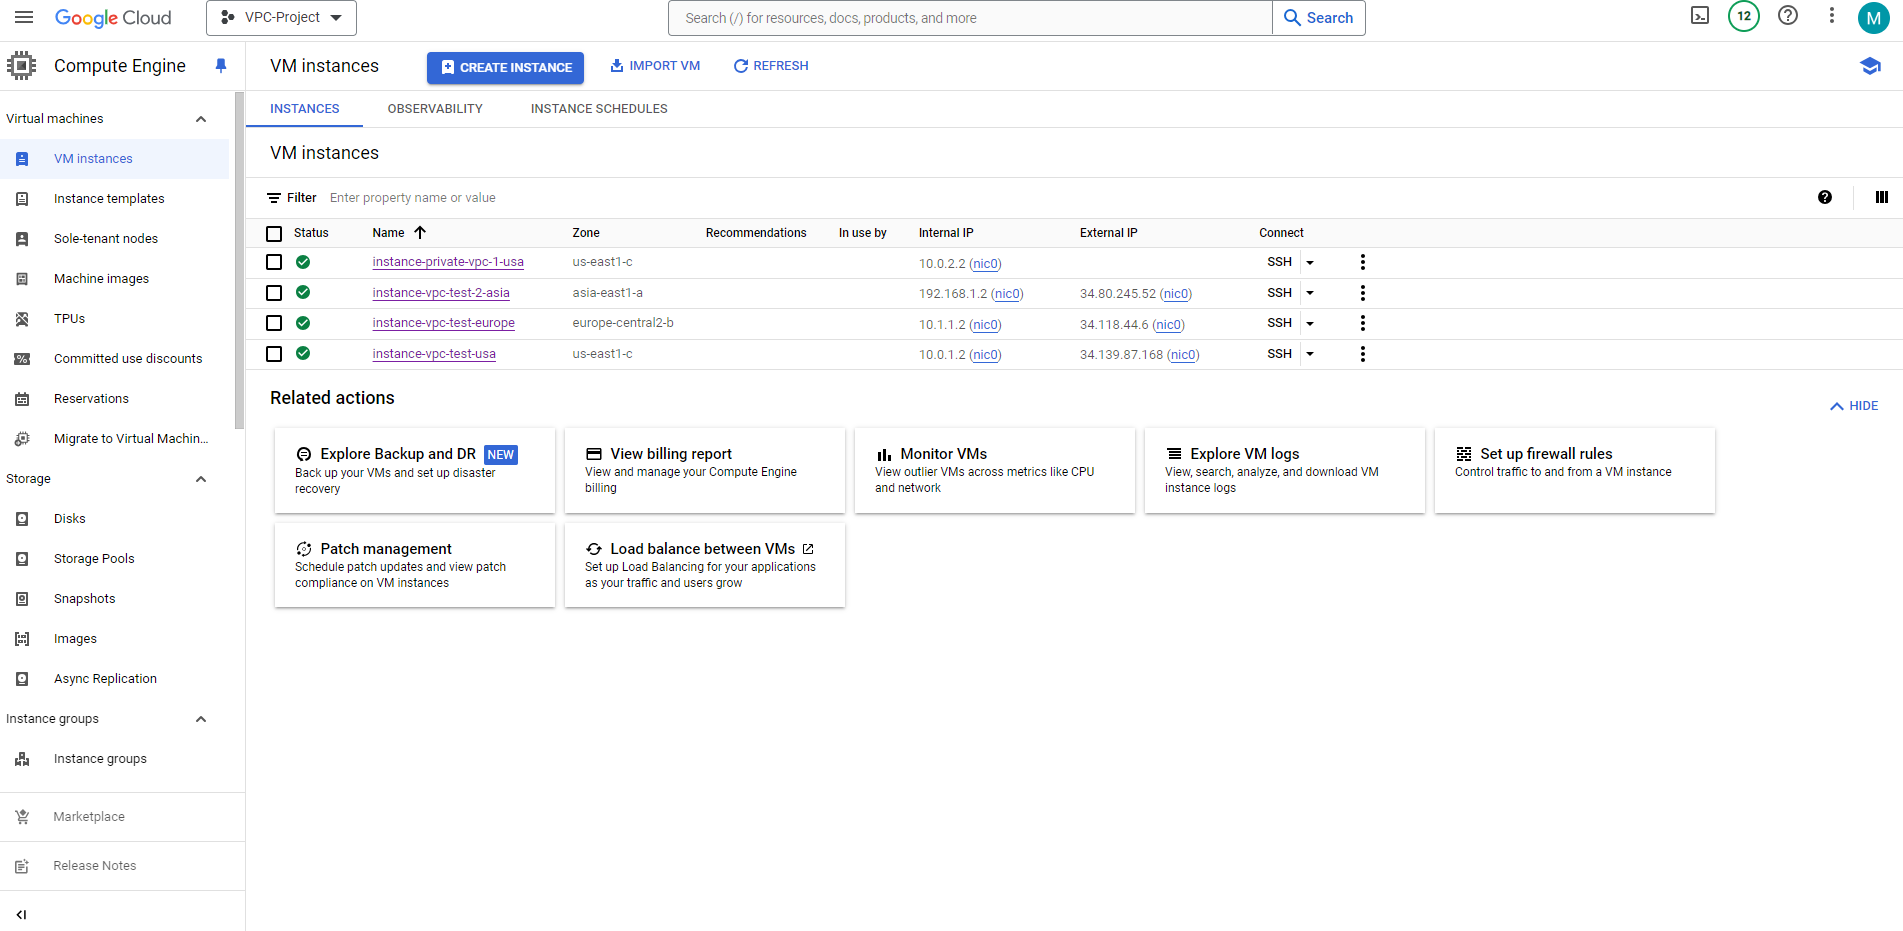 Google Cloud
VPC-Project
Search (/) for resources, docs, products, and more
Search
12
M
Compute Engine
VM instances
CREATE INSTANCE
IMPORT VM
REFRESH
INSTANCES
OBSERVABILITY
INSTANCE SCHEDULES
Virtual machines
VM instances
Instance templates
Sole-tenant nodes
Machine images
TPUs
Committed use discounts
Reservations
Migrate to Virtual Machin...
Storage
Disks
Storage Pools
Snapshots
Images
Async Replication
Instance groups
Instance groups
Marketplace
Release Notes
VM instances
Filter Enter property name or value
Status Name Zone Recommendations In use by Internal IP External IP Connect
instance-private-vpc-1-usa us-east1-c 10.0.2.2 (nic0) SSH
instance-vpc-test-2-asia asia-east1-a 192.168.1.2 (nic0) 34.80.245.52 (nic0) SSH
instance-vpc-test-europe europe-central2-b 10.1.1.2 (nic0) 34.118.44.6 (nic0) SSH
instance-vpc-test-usa us-east1-c 10.0.1.2 (nic0) 34.139.87.168 (nic0) SSH
Related actions
HIDE
Explore Backup and DR NEW
Back up your VMs and set up disaster
recovery
View billing report
View and manage your Compute Engine
billing
Monitor VMs
View outlier VMs across metrics like CPU
and network
Explore VM logs
View, search, analyze, and download VM
instance logs
Set up firewall rules
Control traffic to and from a VM instance
Patch management
Schedule patch updates and view patch
compliance on VM instances
Load balance between VMs
Set up Load Balancing for your applications
as your traffic and users grow